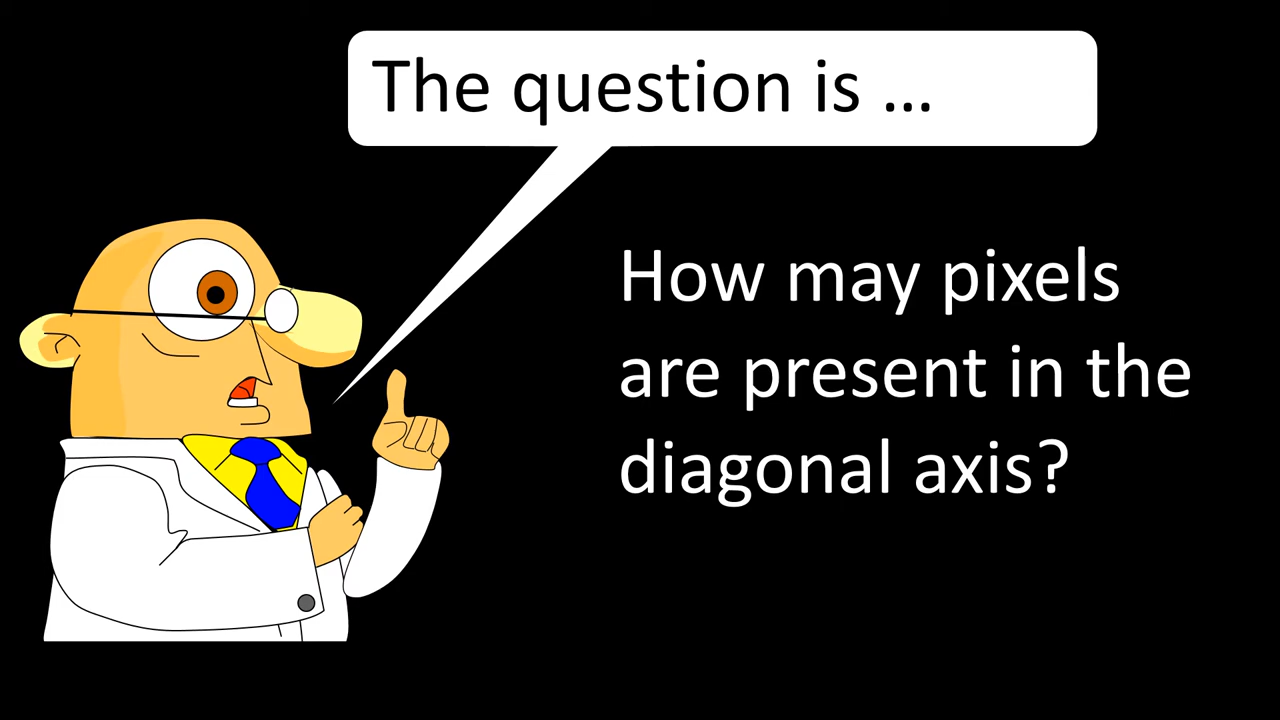 The question is ...
How may pixels
are present in the
diagonal axis?